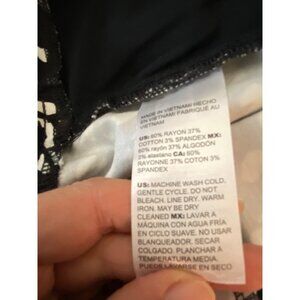 MADE IN VIETNAM/ HECHO
EN VIETNAM/ FABRIQUÉ AU
VIETNAM
US: 60% RAYON 37%
COTTON 3% SPANDEX MX:
60% rayón 37% ALGODÓN
3% elastano CA: 60%
RAYONNE 37% COTON 3%
SPANDEX
US: MACHINE WASH COLD,
GENTLE CYCLE. DO NOT
BLEACH. LINE DRY. WARM
IRON. MAY BE DRY
CLEANED MX: LAVAR A
MÁQUINA CON AGUA FRÍA
EN CICLO SUAVE. NO USAR
BLANQUEADOR. SECAR
COLGADO. PLANCHAR A
TEMPERATURA MEDIA.
PUEDE LAVARSE EN SECO